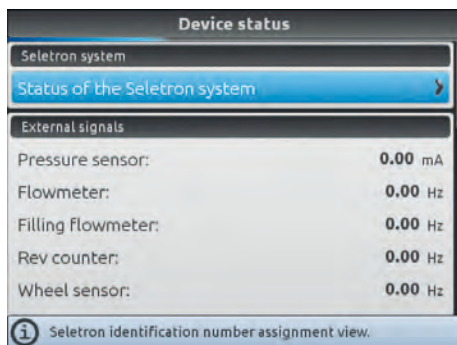 Device status
Seletron system
Status of the Seletron system
External signals
Pressure sensor: 0.00 mA
Flowmeter: 0.00 Hz
Filling flowmeter: 0.00 Hz
Rev counter: 0.00 Hz
Wheel sensor: 0.00 Hz
Seletron identification number assignment view.